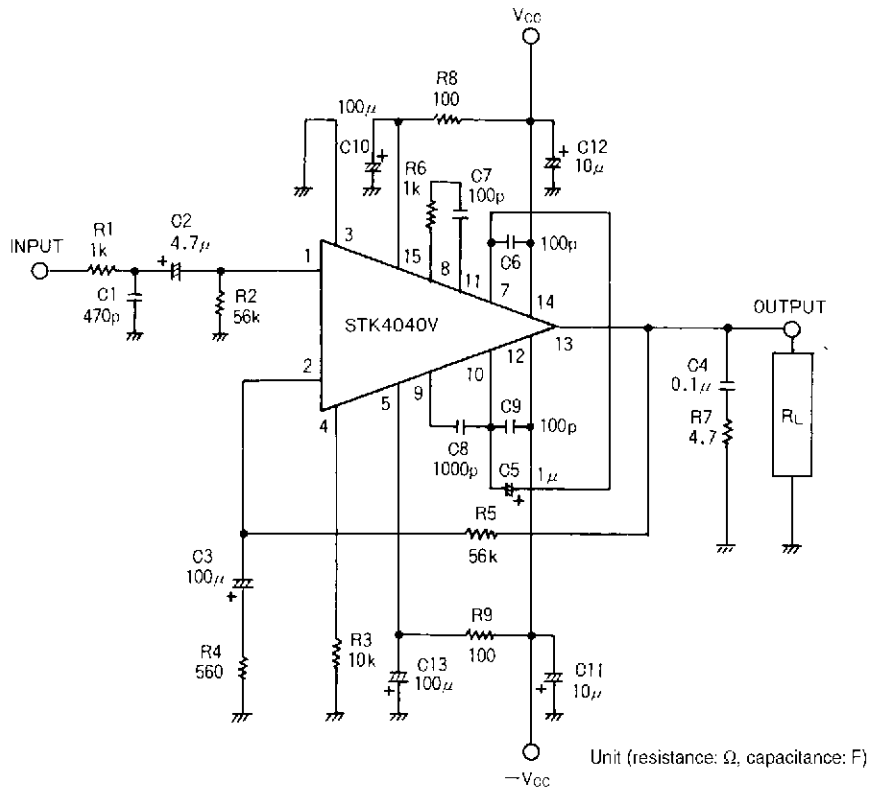 VCC
R8
100
100μ
C10
+
+
C12
10μ
R6
1k
C7
100p
INPUT
R1
1k
C2
+
4.7μ
C1
470p
R2
56k
1
3
15
8
11
7
14
C6
100p
STK4040V
12
13
OUTPUT
2
4
5
9
10
C9
100p
C8
1000p
C5
+
1μ
C4
0.1μ
R7
4.7
RL
R5
56k
C3
100μ
+
R4
560
R3
10k
R9
100
C13
100μ
+
C11
10μ
+
−VCC
Unit (resistance: Ω, capacitance: F)